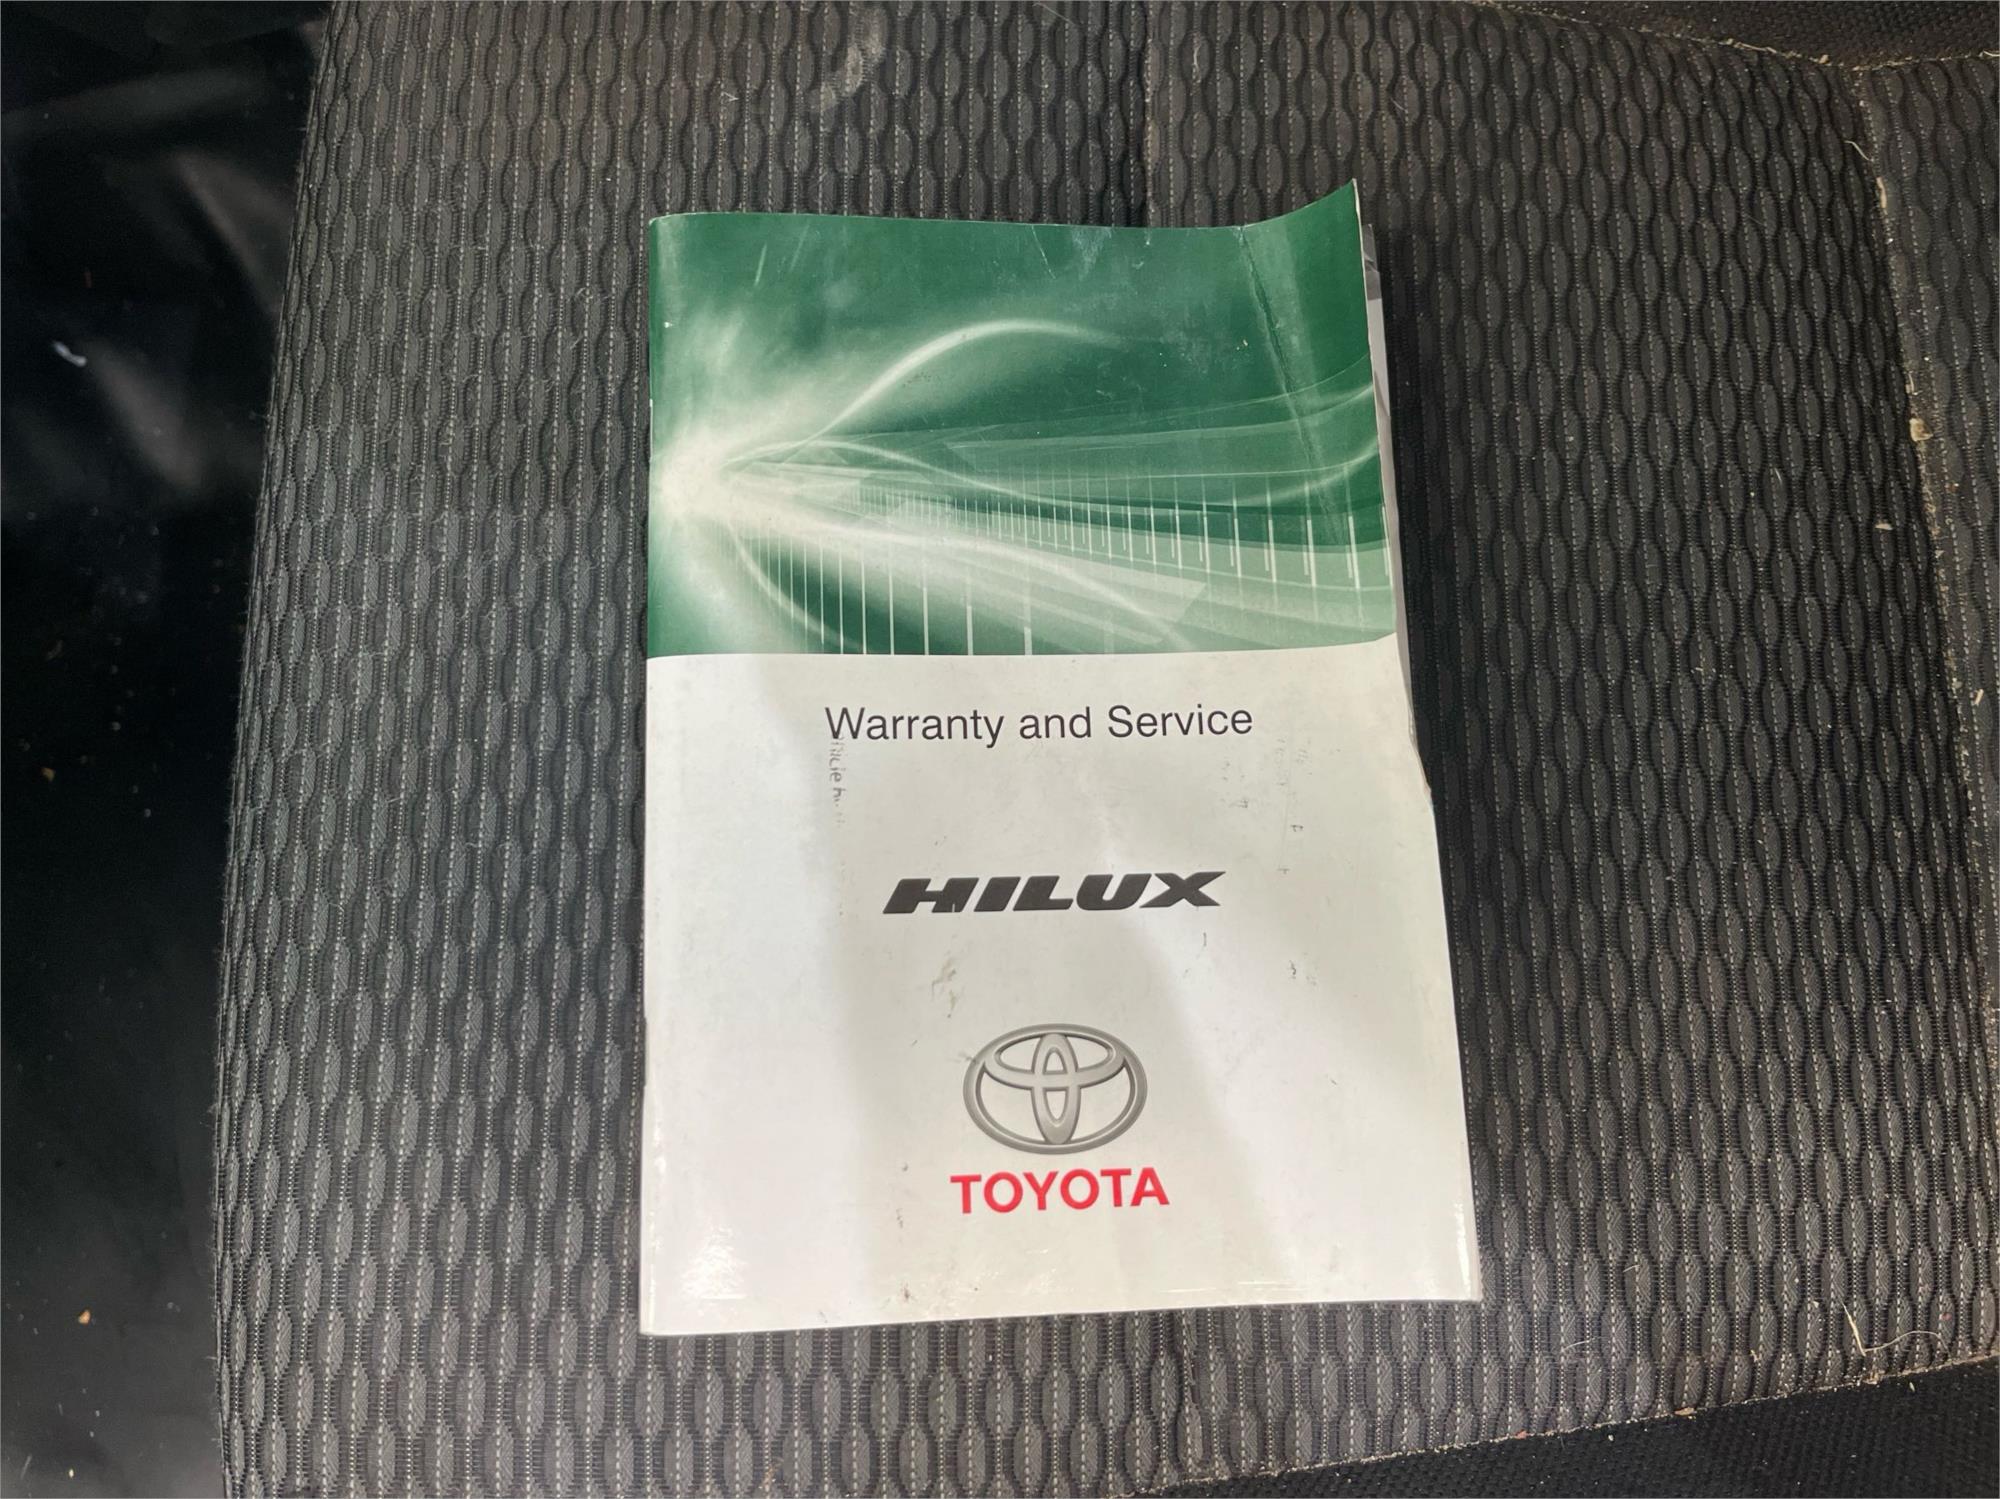 Warranty and Service
HILUX
TOYOTA